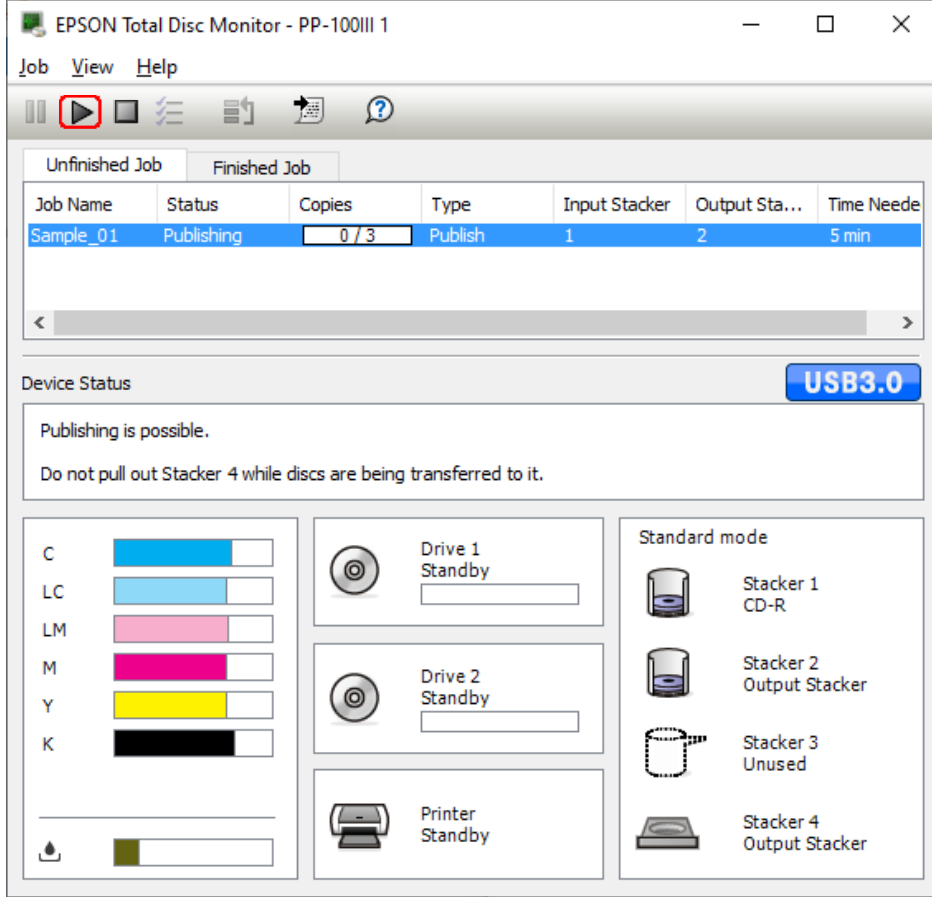 EPSON Total Disc Monitor - PP-100III 1
Job View Help
Unfinished Job Finished Job
Job Name Status Copies Type Input Stacker Output Sta... Time Neede
Sample_01 Publishing 0 / 3 Publish 1 2 5 min
Device Status
USB3.0
Publishing is possible.
Do not pull out Stacker 4 while discs are being transferred to it.
C
LC
LM
M
Y
K
Drive 1
Standby
Drive 2
Standby
Printer
Standby
Standard mode
Stacker 1
CD-R
Stacker 2
Output Stacker
Stacker 3
Unused
Stacker 4
Output Stacker